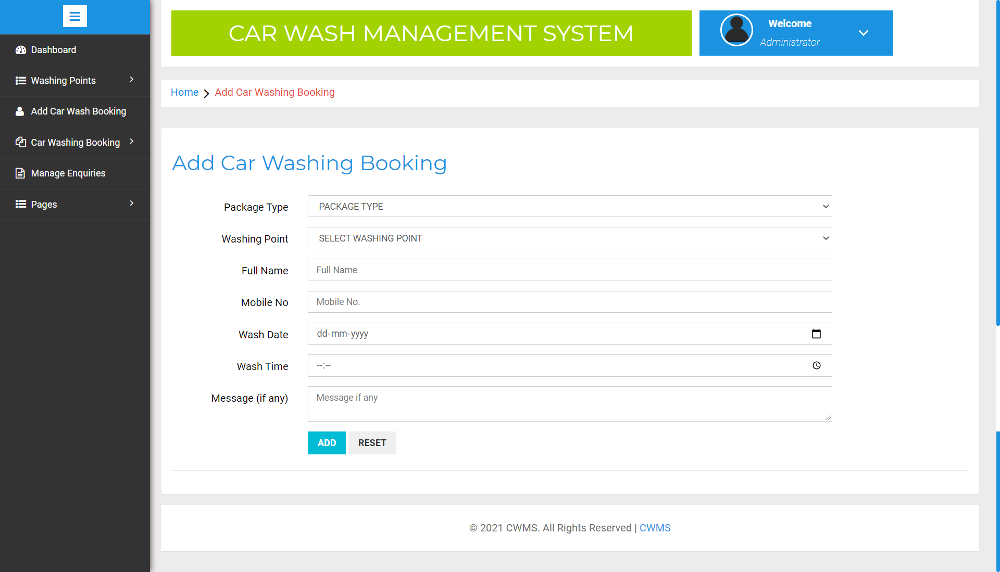 CAR WASH MANAGEMENT SYSTEM
Welcome
Administrator
Dashboard
Washing Points
Add Car Wash Booking
Car Washing Booking
Manage Enquiries
Pages
Home > Add Car Washing Booking
Add Car Washing Booking
Package Type PACKAGE TYPE
Washing Point SELECT WASHING POINT
Full Name Full Name
Mobile No Mobile No.
Wash Date dd-mm-yyyy
Wash Time --:--
Message (if any) Message if any
ADD RESET
© 2021 CWMS. All Rights Reserved | CWMS